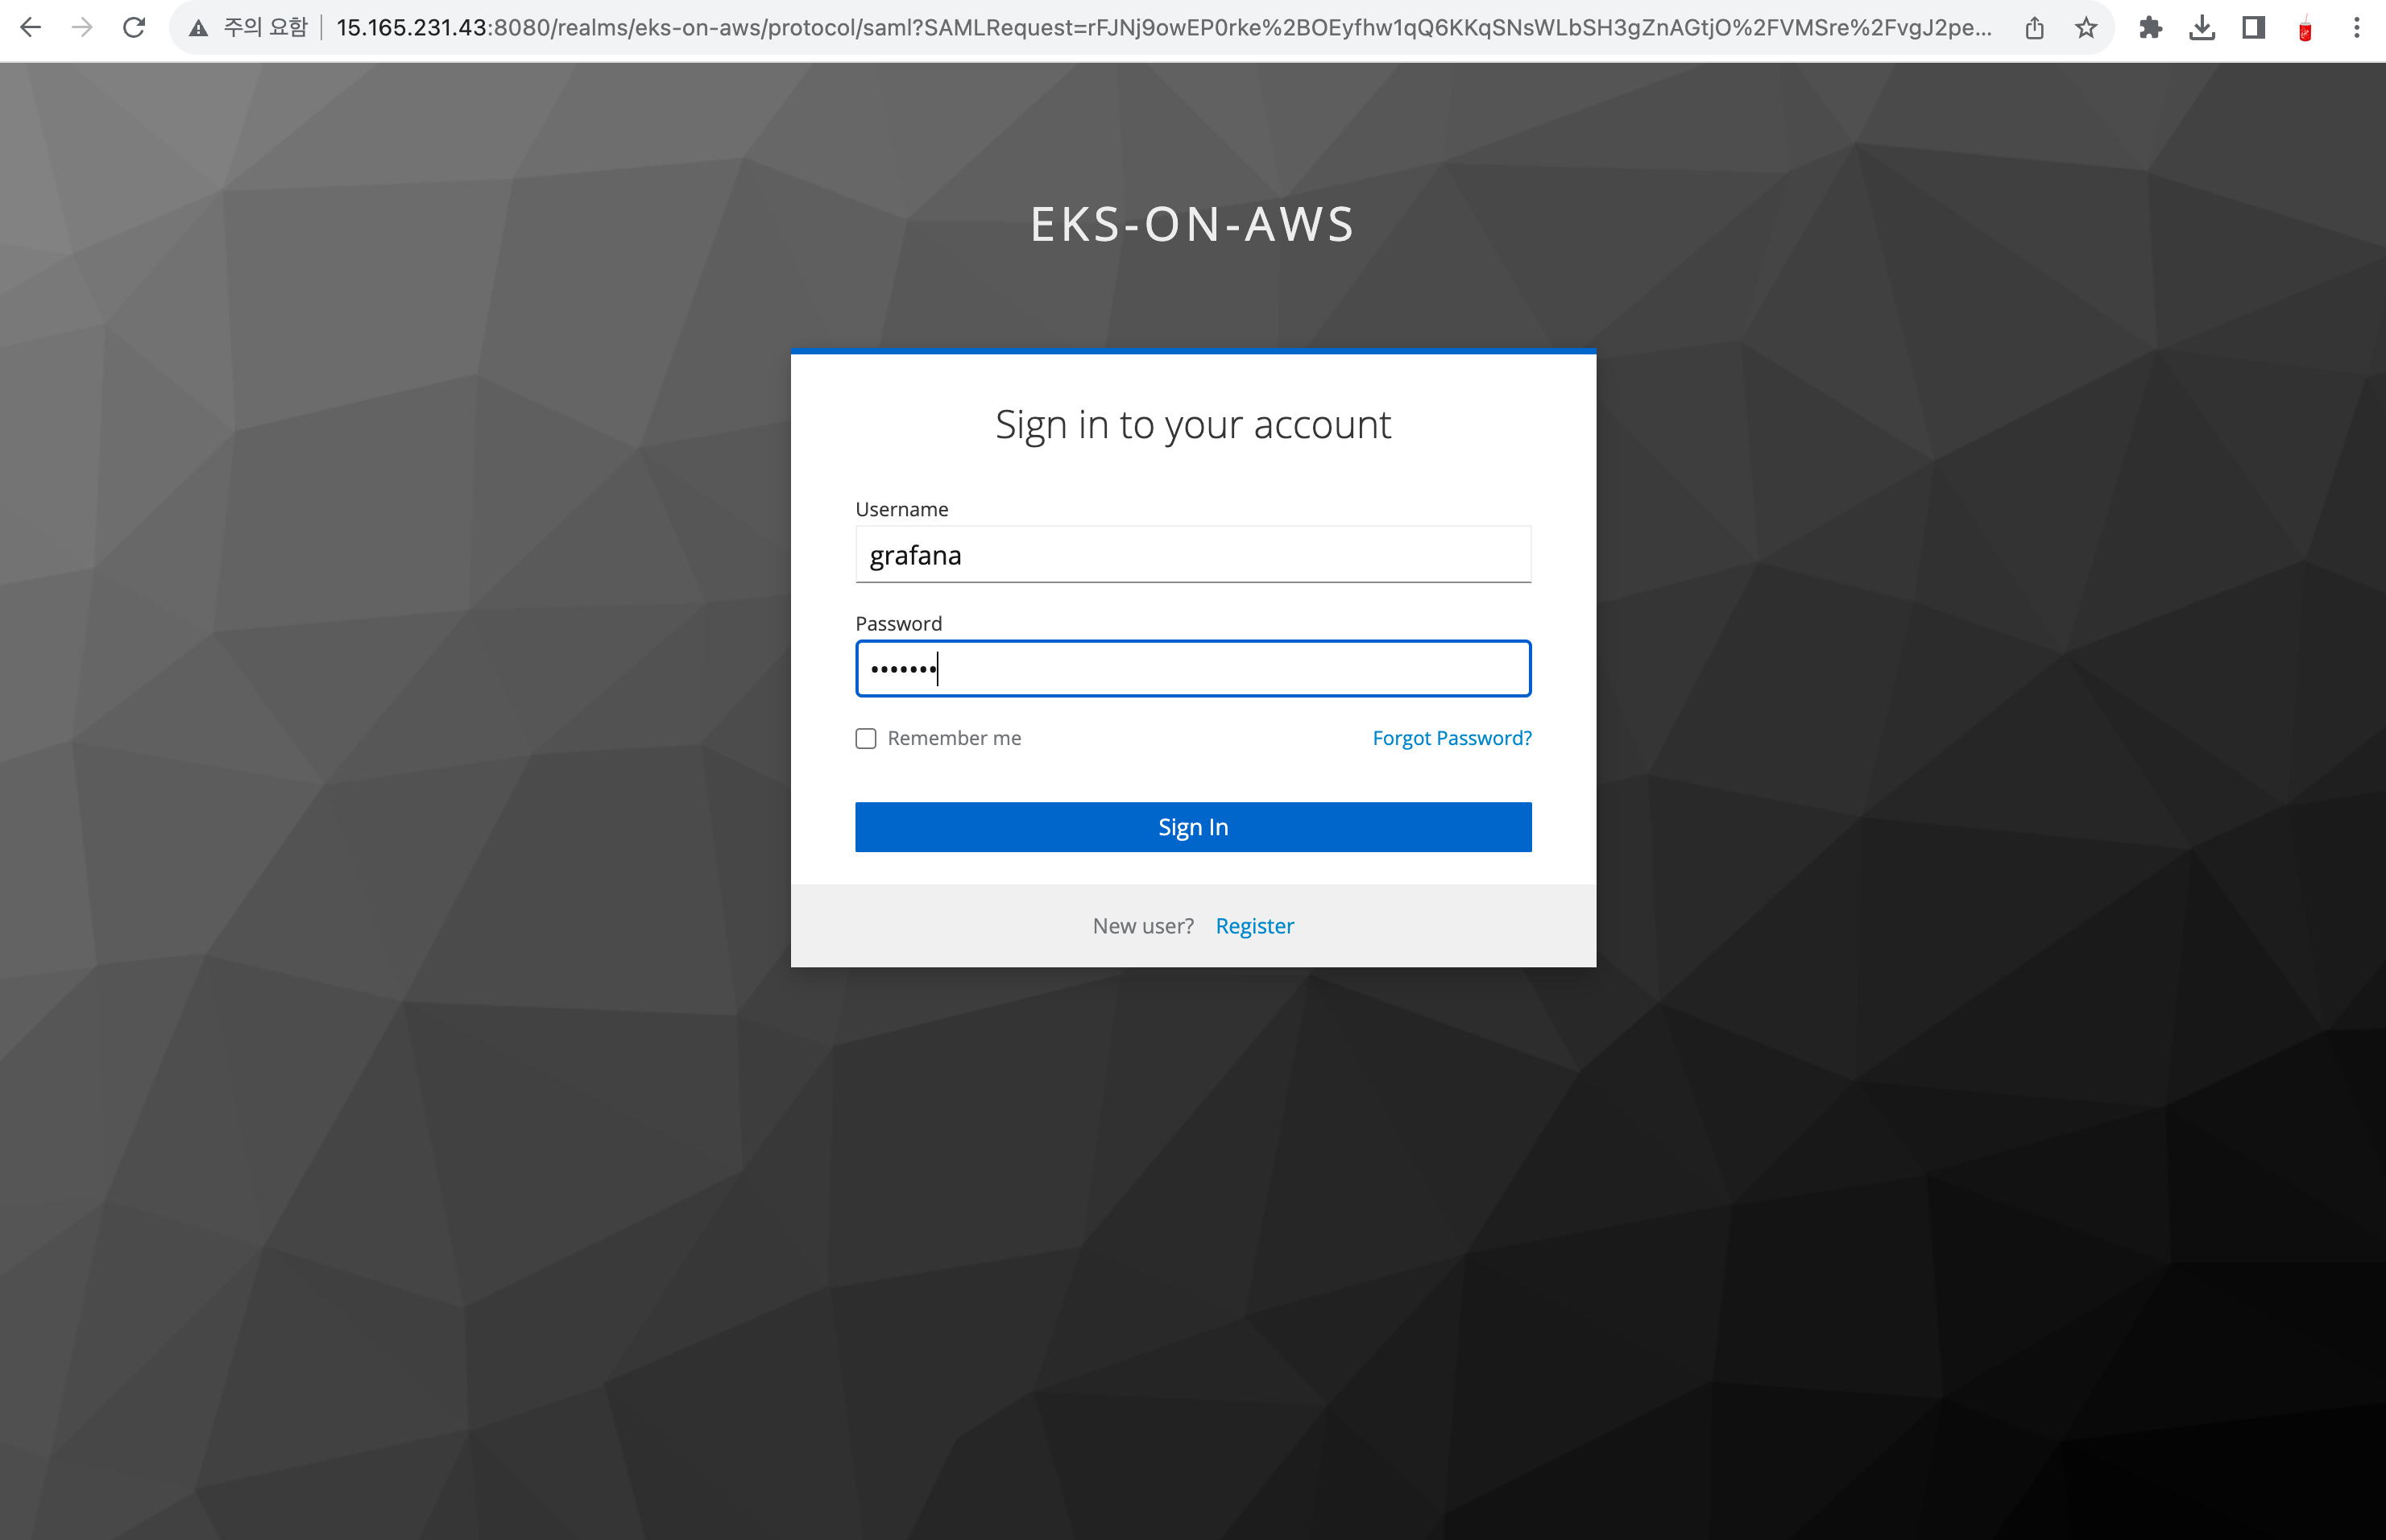 주의 요함 15.165.231.43:8080/realms/eks-on-aws/protocol/saml?SAMLRequest=rFJNj9owEP0rke%2BOEyfhw1qQ6KKqSNsWLbSH3gZnAGtjO%2FVMSre%2FvgJ2pe...
EKS-ON-AWS
Sign in to your account
Username
grafana
Password
•••••••
Remember me Forgot Password?
Sign In
New user? Register